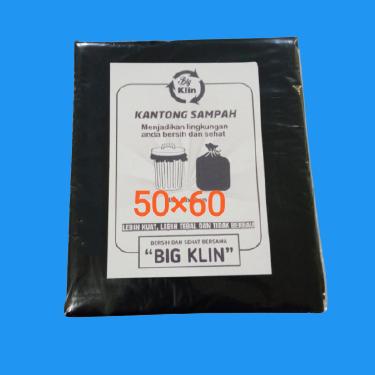 Big
Klin
KANTONG SAMPAH
Menjadikan lingkungan
anda bersih dan sehat
50×60
LEBIH KUAT, LEBIH TEBAL DAN TIDAK BERBAU
BERSIH DAN SEHAT BERSAMA
“BIG KLIN”